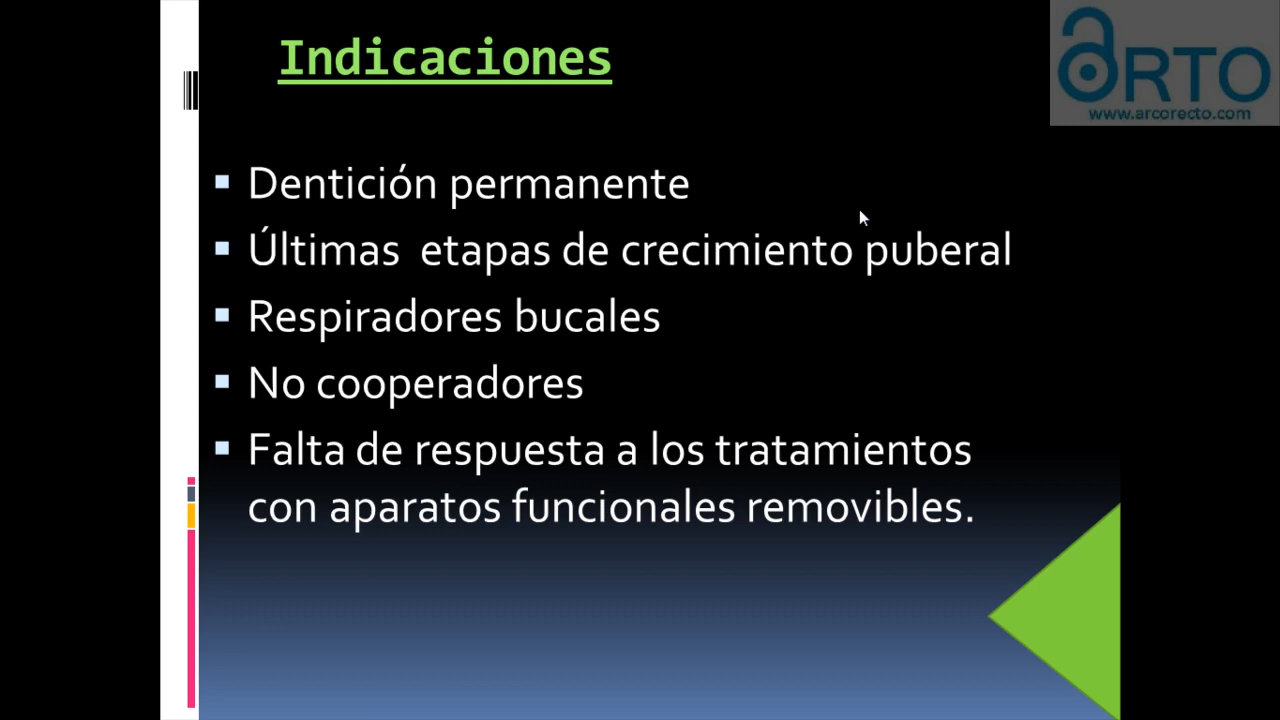 Indicaciones
ARTO
www.arcorecto.com
Dentición permanente
Últimas etapas de crecimiento puberal
Respiradores bucales
No cooperadores
Falta de respuesta a los tratamientos
con aparatos funcionales removibles.